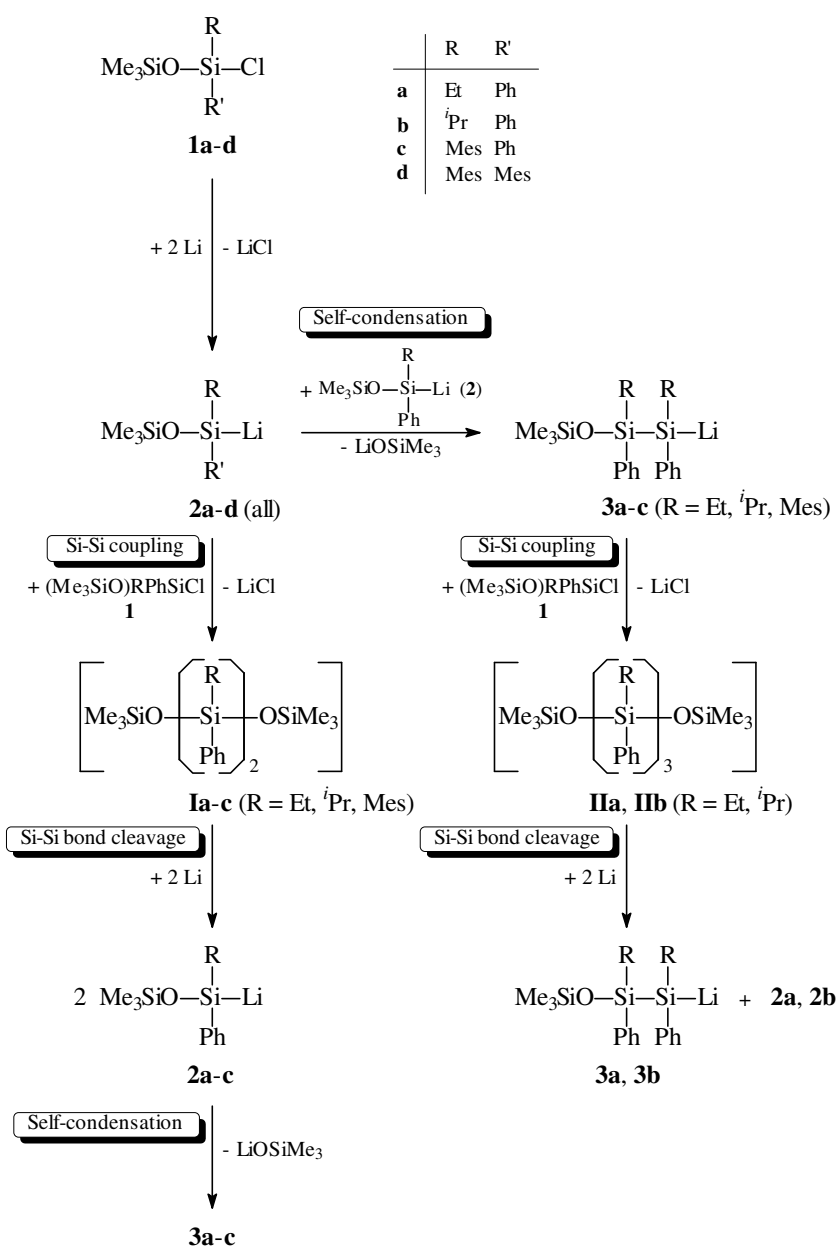 R
Me3SiO—Si—Cl
R'
1a-d
R R'
a Et Ph
b iPr Ph
c Mes Ph
d Mes Mes
+ 2 Li - LiCl
Self-condensation
R
+ Me3SiO—Si—Li (2)
Ph
- LiOSiMe3
R
Me3SiO—Si—Li
R'
2a-d (all)
R R
Me3SiO—Si—Si—Li
Ph Ph
3a-c (R = Et, iPr, Mes)
Si-Si coupling
+ (Me3SiO)RPhSiCl - LiCl
1
Si-Si coupling
+ (Me3SiO)RPhSiCl - LiCl
1
R
Me3SiO—Si—OSiMe3
Ph
2
Ia-c (R = Et, iPr, Mes)
R
Me3SiO—Si—OSiMe3
Ph
3
IIa, IIb (R = Et, iPr)
Si-Si bond cleavage
+ 2 Li
Si-Si bond cleavage
+ 2 Li
R
2 Me3SiO—Si—Li
Ph
2a-c
R R
Me3SiO—Si—Si—Li + 2a, 2b
Ph Ph
3a, 3b
Self-condensation
- LiOSiMe3
3a-c